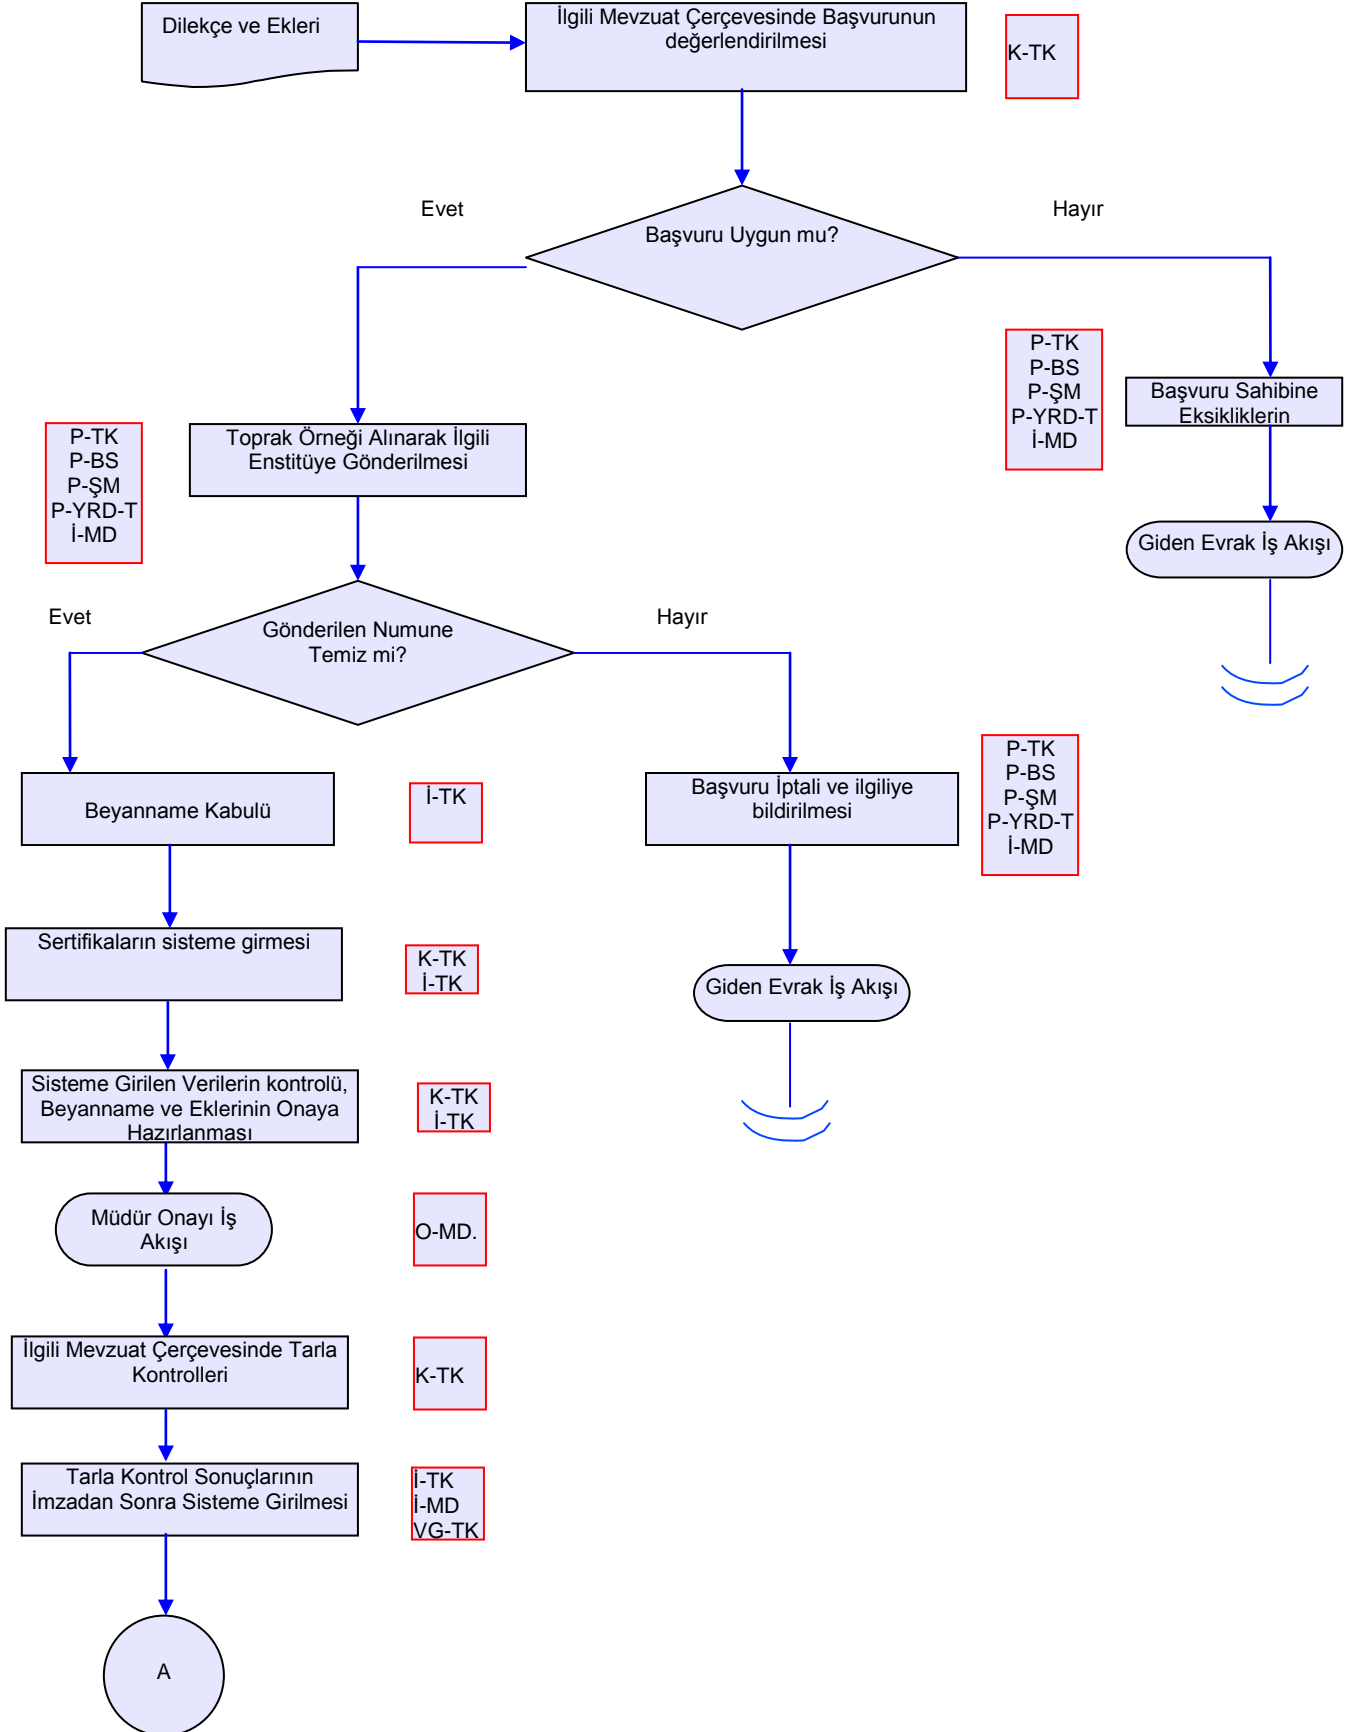 Dilekçe ve Ekleri
İlgili Mevzuat Çerçevesinde Başvurunun
değerlendirilmesi
K-TK
Evet
Hayır
Başvuru Uygun mu?
P-TK
P-BS
P-ŞM
P-YRD-T
İ-MD
Başvuru Sahibine
Eksikliklerin
P-TK
P-BS
P-ŞM
P-YRD-T
İ-MD
Toprak Örneği Alınarak İlgili
Enstitüye Gönderilmesi
Giden Evrak İş Akışı
Evet
Hayır
Gönderilen Numune
Temiz mi?
Beyanname Kabulü
İ-TK
Başvuru İptali ve ilgiliye
bildirilmesi
P-TK
P-BS
P-ŞM
P-YRD-T
İ-MD
Sertifikaların sisteme girmesi
K-TK
İ-TK
Giden Evrak İş Akışı
Sisteme Girilen Verilerin kontrolü,
Beyanname ve Eklerinin Onaya
Hazırlanması
K-TK
İ-TK
Müdür Onayı İş
Akışı
O-MD.
İlgili Mevzuat Çerçevesinde Tarla
Kontrolleri
K-TK
Tarla Kontrol Sonuçlarının
İmzadan Sonra Sisteme Girilmesi
İ-TK
İ-MD
VG-TK
A